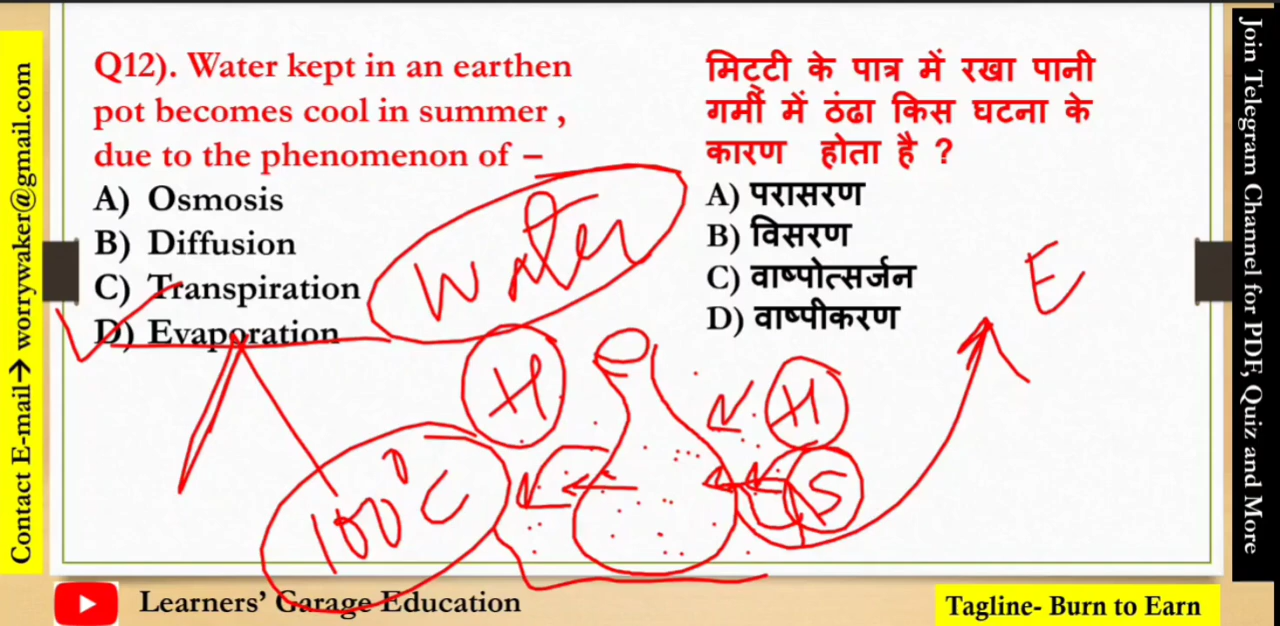 Q12). Water kept in an earthen
pot becomes cool in summer ,
due to the phenomenon of –
A) Osmosis
B) Diffusion
C) Transpiration
D) Evaporation
मिट्टी के पात्र में रखा पानी
गर्मी में ठंढा किस घटना के
कारण होता है ?
A) परासरण
B) विसरण
C) वाष्पोत्सर्जन
D) वाष्पीकरण
Water
H
H
S
E
100°C
Contact E-mail→ worrywaker@gmail.com
Join Telegram Channel for PDF, Quiz and More
Learners’ Garage Education
Tagline- Burn to Earn